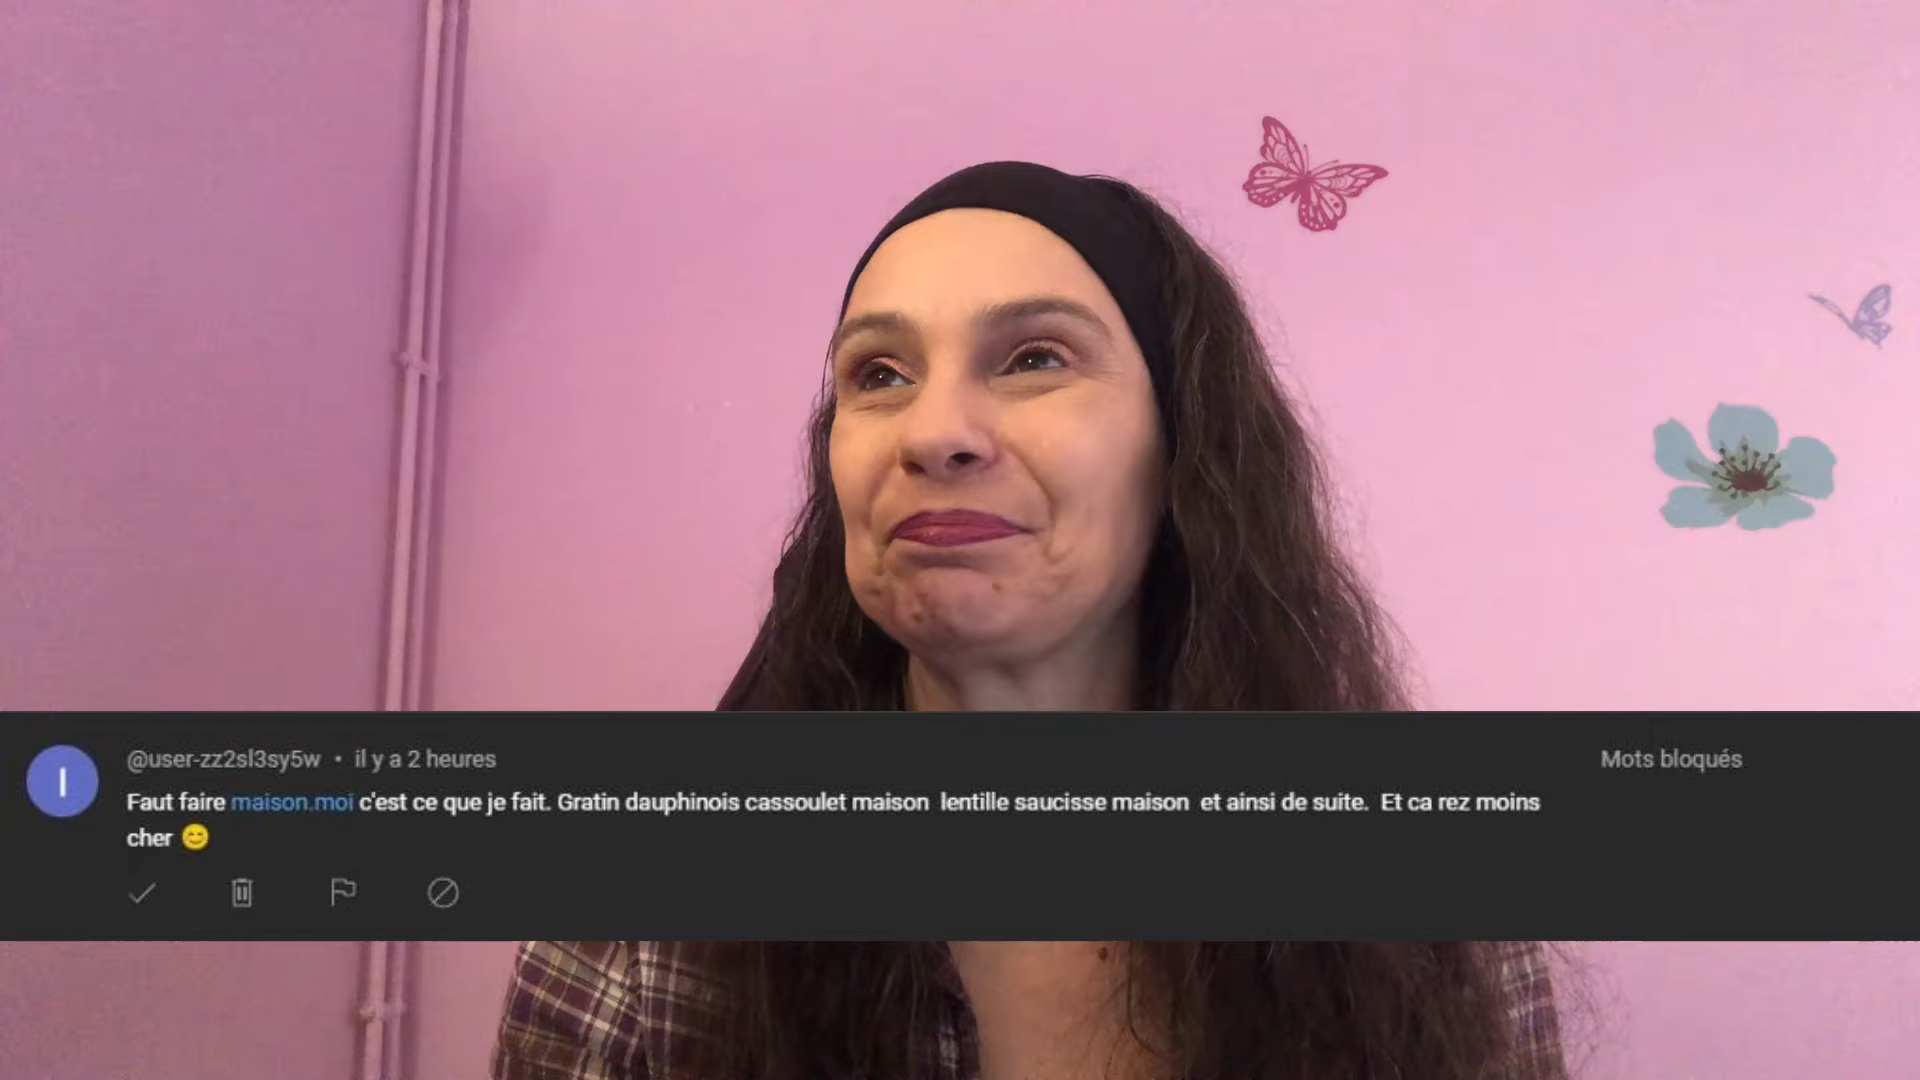 I
@user-zz2sl3sy5w • il y a 2 heures
Mots bloqués
Faut faire maison.moi c'est ce que je fait. Gratin dauphinois cassoulet maison lentille saucisse maison et ainsi de suite. Et ca rez moins
cher 😊